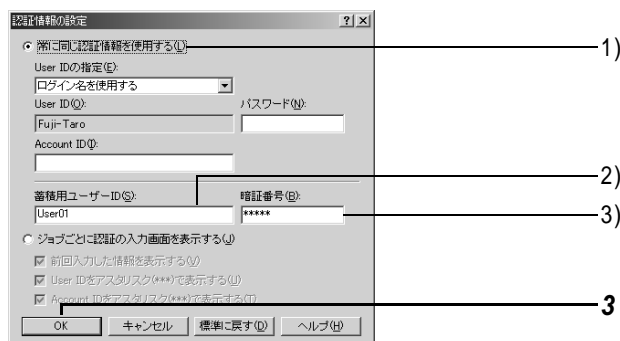 認証情報の設定
常に同じ認証情報を使用する(L)
1)
User IDの指定(E):
ログイン名を使用する
User ID(O): パスワード(N):
Fuji-Taro
Account ID(I):
2)
蓄積用ユーザーID(S): 暗証番号(B):
User01 *****
3)
ジョブごとに認証の入力画面を表示する(J)
前回入力した情報を表示する(V)
User IDをアスタリスク(***)で表示する(U)
Account IDをアスタリスク(***)で表示する(T)
3
OK キャンセル 標準に戻す(D) ヘルプ(H)